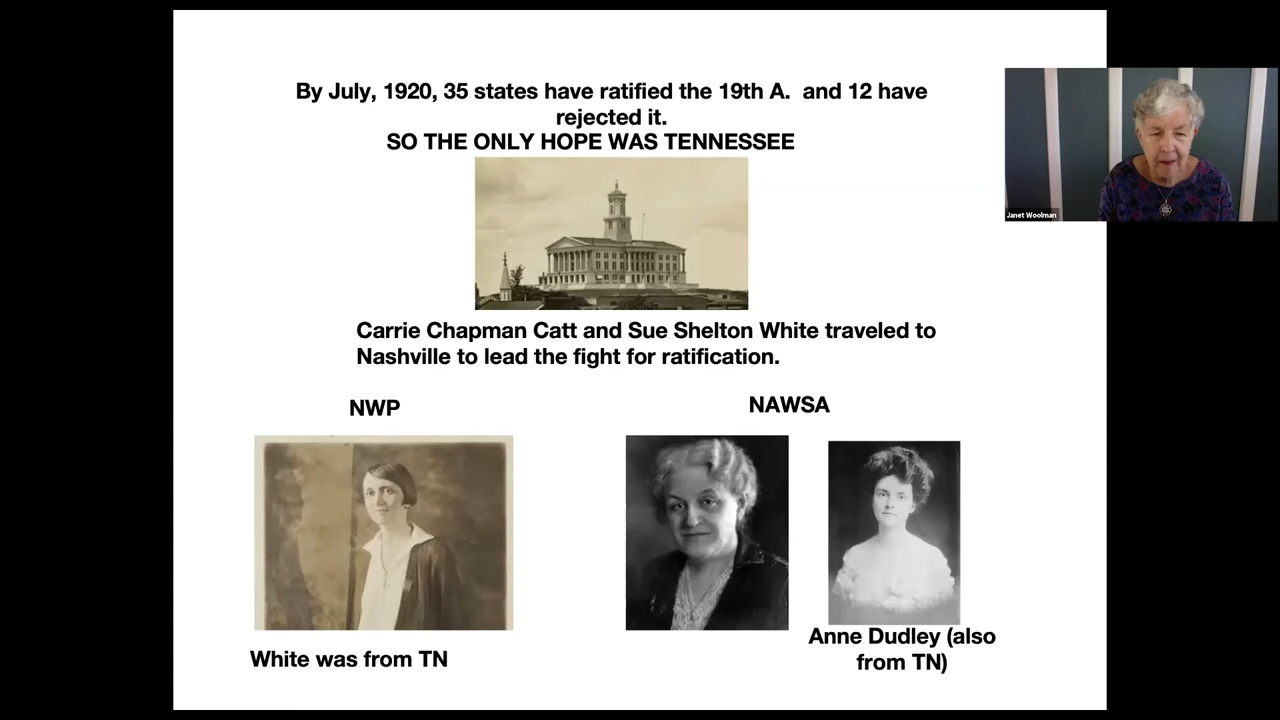 By July, 1920, 35 states have ratified the 19th A.  and 12 have
rejected it.
SO THE ONLY HOPE WAS TENNESSEE
Janet Woolman
Carrie Chapman Catt and Sue Shelton White traveled to
Nashville to lead the fight for ratification.
NWP
NAWSA
White was from TN
Anne Dudley (also
from TN)